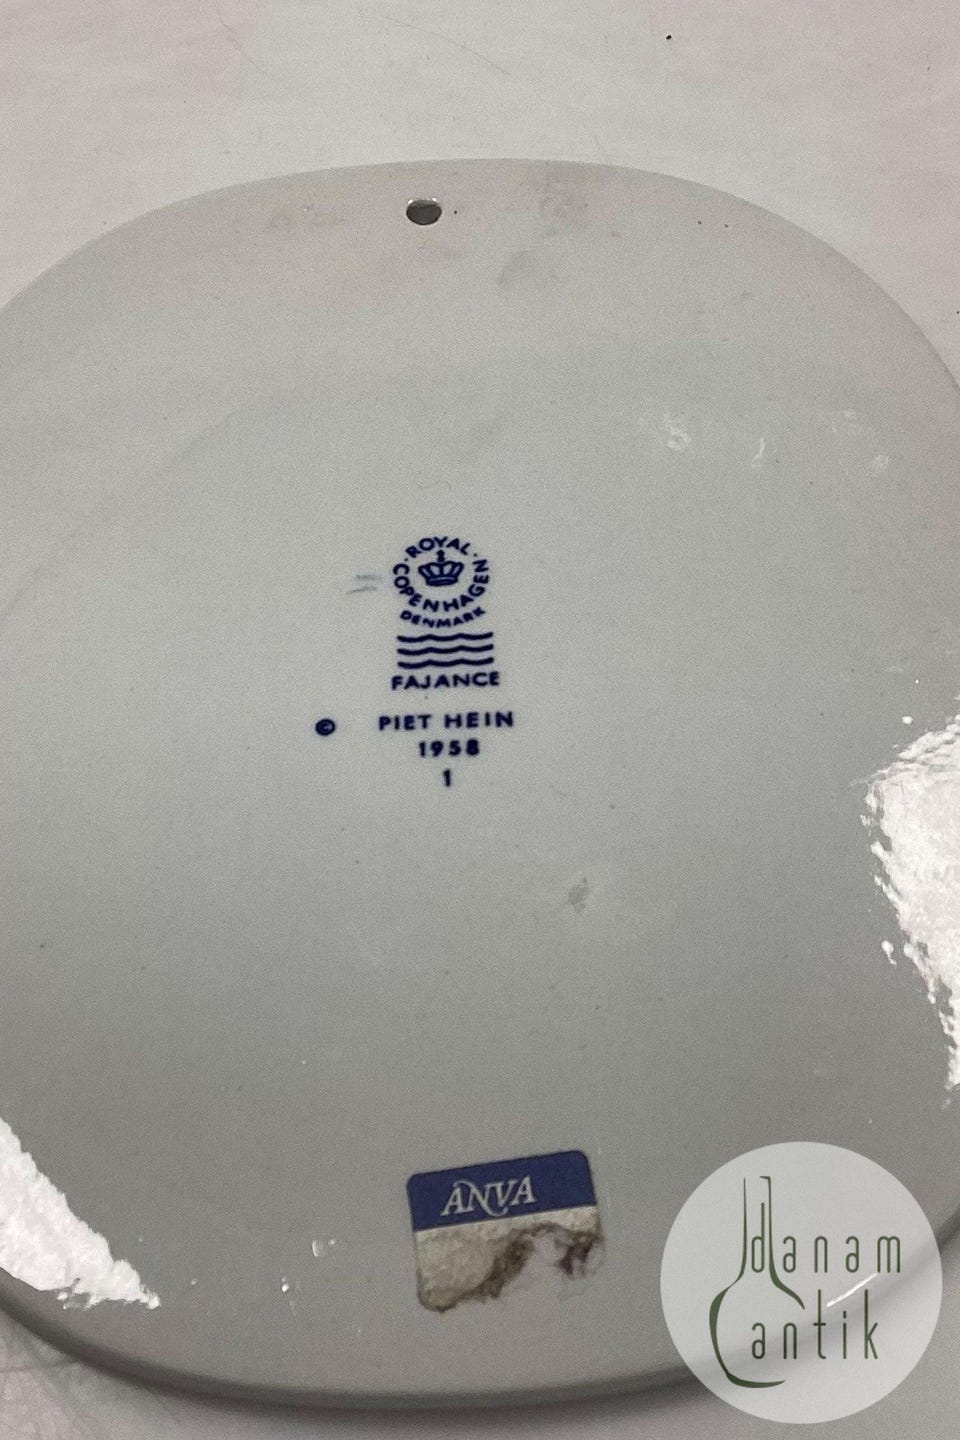 ROYAL
COPENHAGEN
DENMARK
FAJANCE
© PIET HEIN
1958
1
ANVA
danam
antik